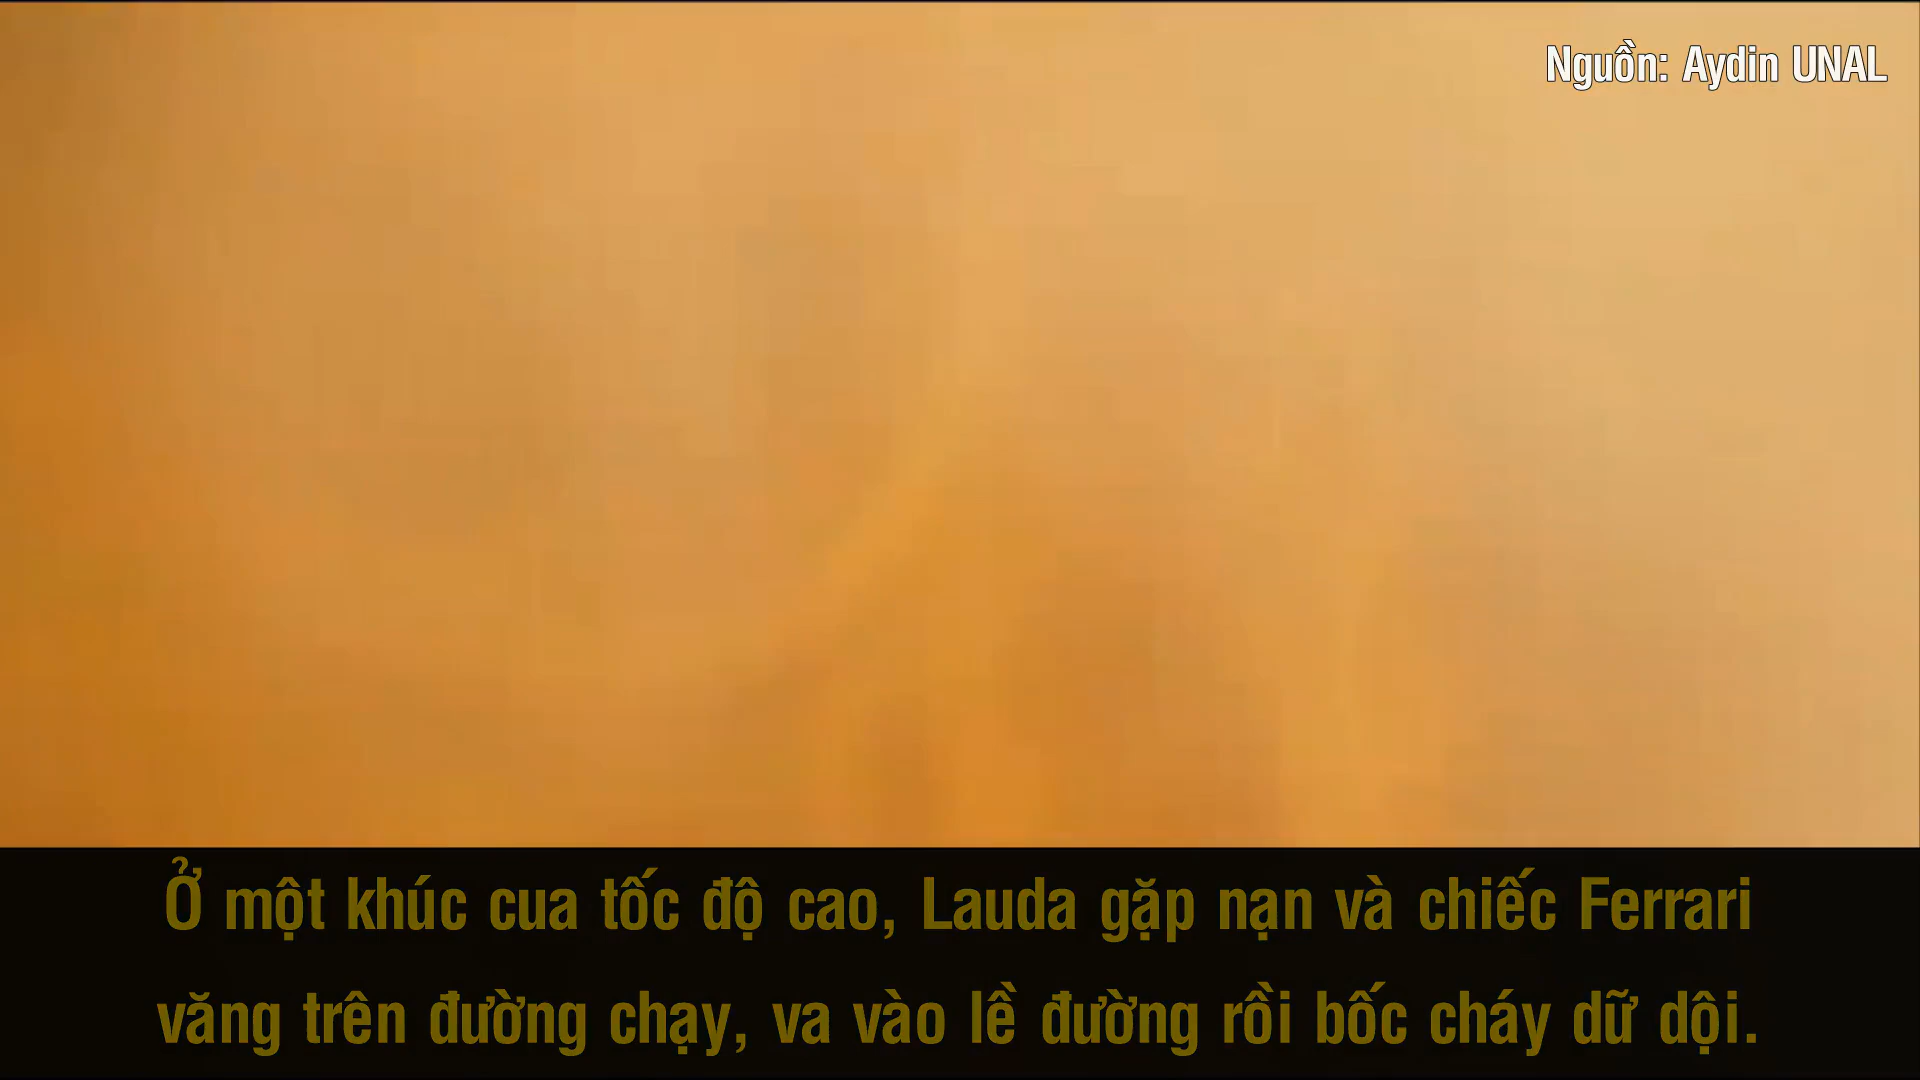 Nguồn: Aydin UNAL
Ở một khúc cua tốc độ cao, Lauda gặp nạn và chiếc Ferrari
văng trên đường chạy, va vào lề đường rồi bốc cháy dữ dội.